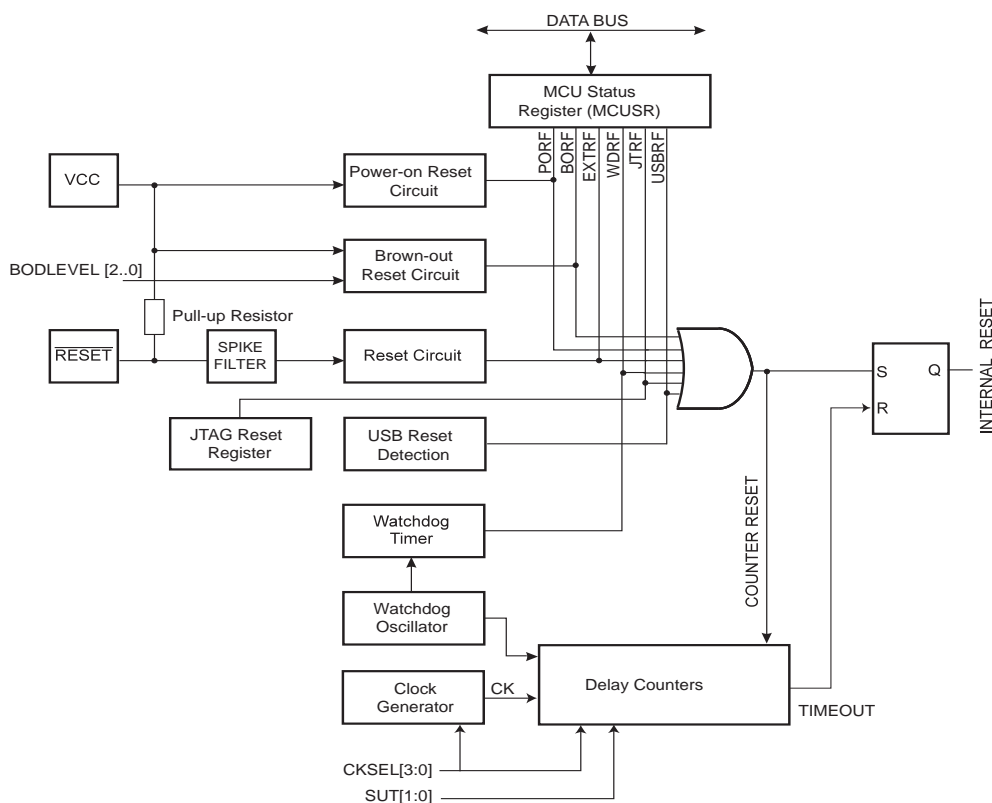 DATA BUS
MCU Status
Register (MCUSR)
PORF
BORF
EXTRF
WDRF
JTRF
USBRF
VCC
Power-on Reset
Circuit
Brown-out
Reset Circuit
BODLEVEL [2..0]
Pull-up Resistor
RESET
SPIKE
FILTER
Reset Circuit
JTAG Reset
Register
USB Reset
Detection
S
Q
R
INTERNAL RESET
COUNTER RESET
Watchdog
Timer
Watchdog
Oscillator
Clock
Generator
CK
Delay Counters
TIMEOUT
CKSEL[3:0]
SUT[1:0]